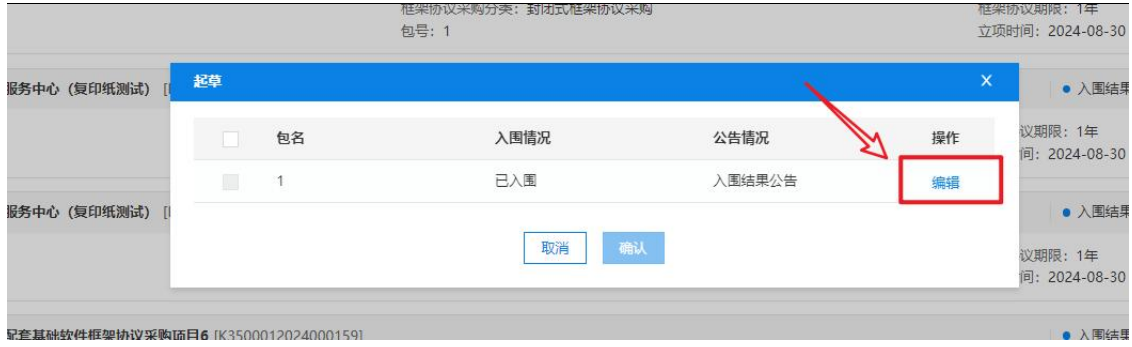 框架协议采购分类：封闭式框架协议采购
框架协议期限：1年
包号：1
立项时间：2024-08-30
服务中心（复印纸测试）
起草
X
入围结果
包名
入围情况
公告情况
操作
议期限：1年
间：2024-08-30
1
已入围
入围结果公告
编辑
服务中心（复印纸测试）
入围结果
取消
确认
议期限：1年
间：2024-08-30
配套基础软件框架协议采购项目6 [K3500012024000159]
入围结果